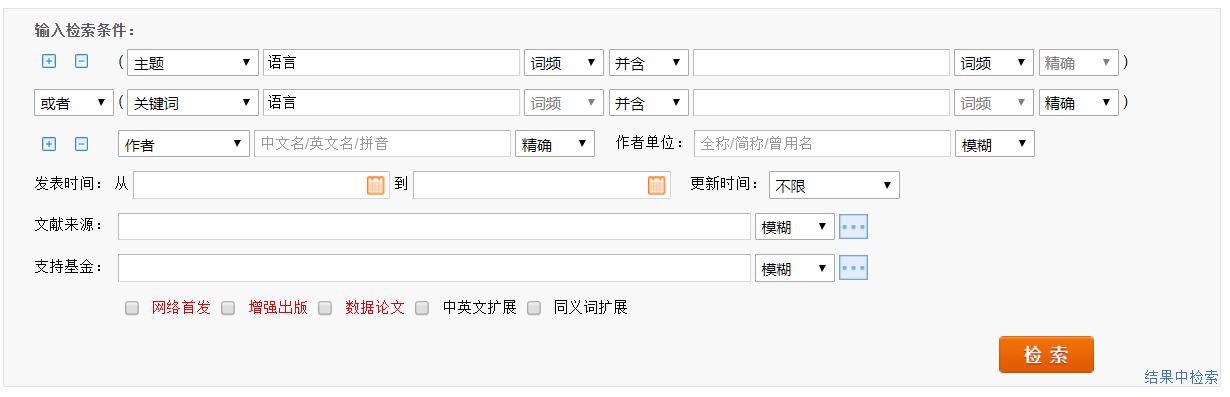 输入检索条件：
( 主题 语言 词频 并含 词频 精确 )
或者 ( 关键词 语言 词频 并含 词频 精确 )
作者 中文名/英文名/拼音 精确 作者单位： 全称/简称/曾用名 模糊
发表时间： 从 到 更新时间： 不限
文献来源： 模糊
支持基金： 模糊
网络首发 增强出版 数据论文 中英文扩展 同义词扩展
检索
结果中检索